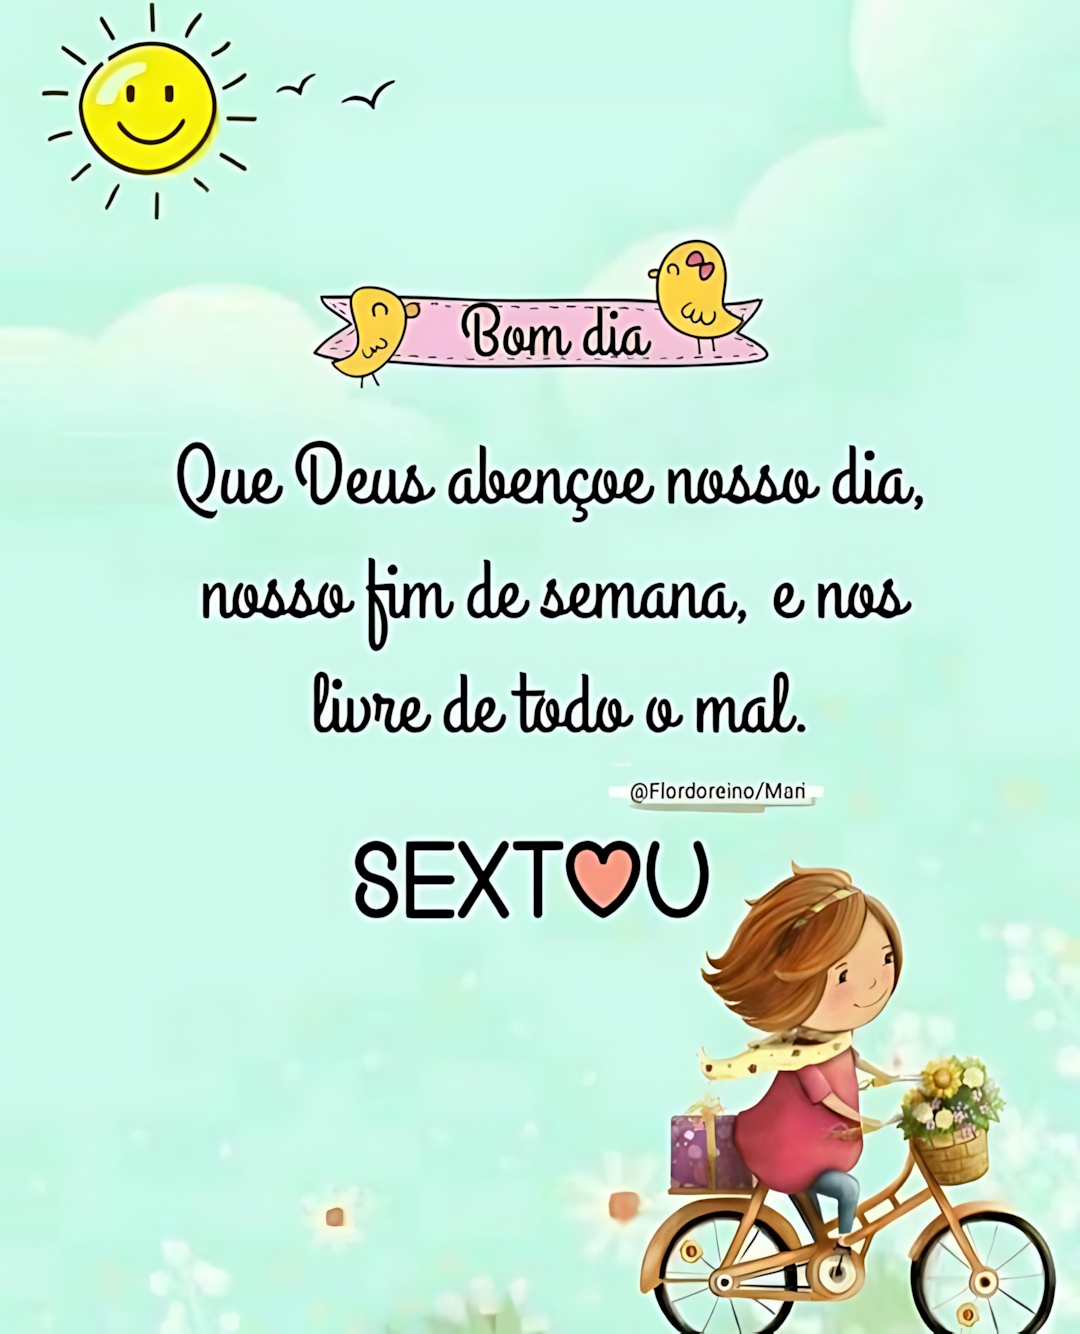 Bom dia
Que Deus abençoe nosso dia,
nosso fim de semana, e nos
livre de todo o mal.
@Flordoreino/Mari
SEXTOU